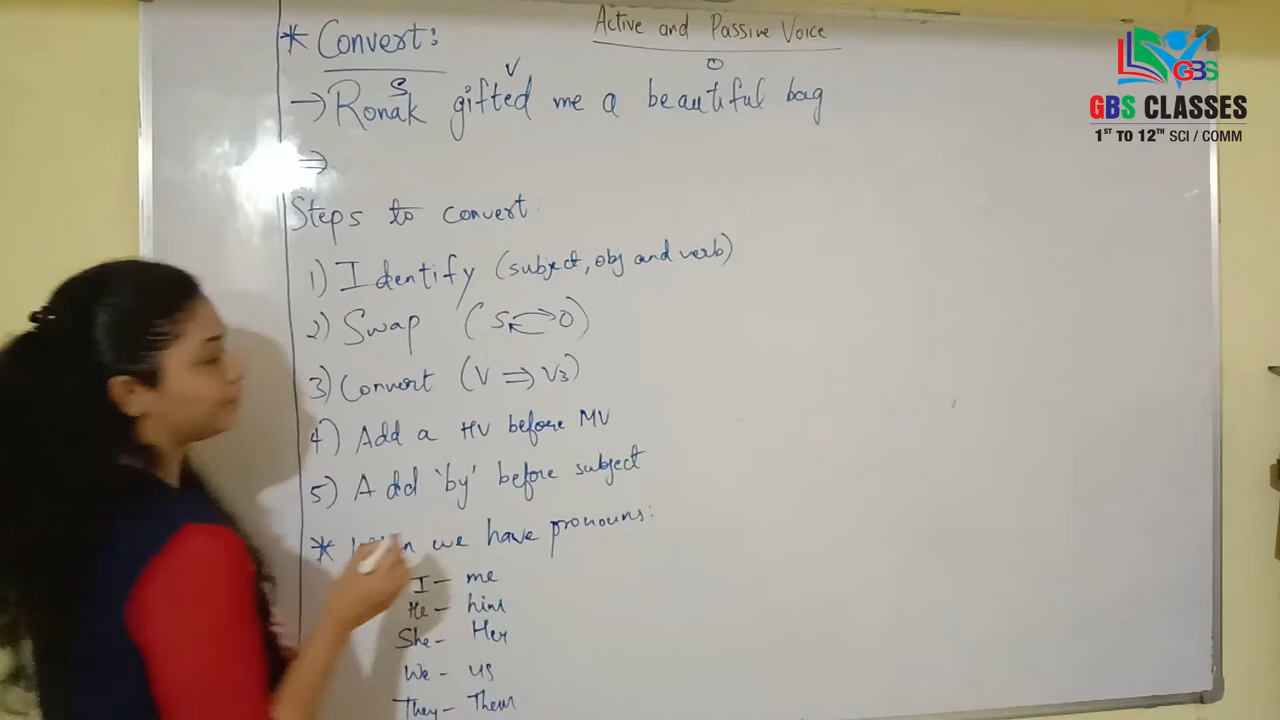 Active and Passive Voice
* Convert:
S V O
→ Ronak gifted me a beautiful bag
⇒
Steps to convert:
1) Identify (subject, obj and verb)
2) Swap (S ⇄ O)
3) Convert (V ⇒ V3)
4) Add a HV before MV
5) Add 'by' before subject
* we have pronouns:
I - me
He - him
She - Her
We - us
They - Them
GBS
GBS CLASSES
1ST TO 12TH SCI / COMM